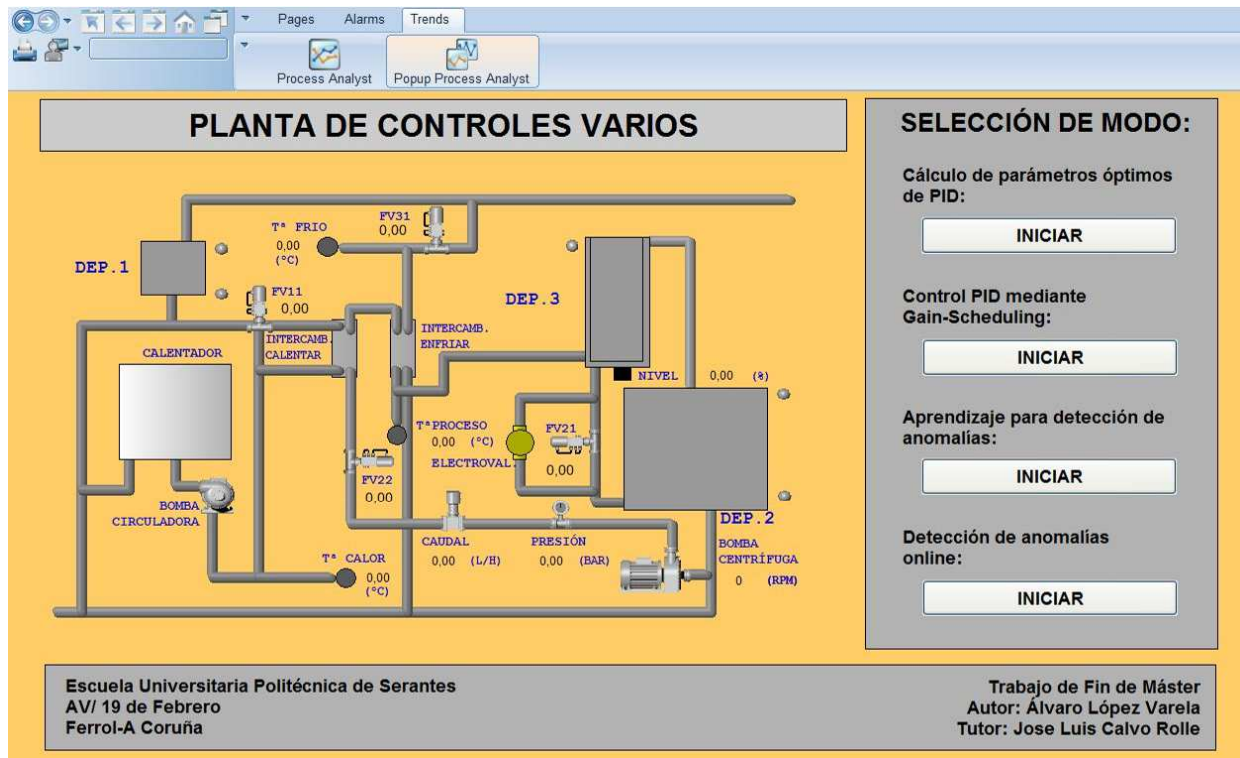 Pages Alarms Trends
Process Analyst Popup Process Analyst
PLANTA DE CONTROLES VARIOS
SELECCIÓN DE MODO:
Cálculo de parámetros óptimos
de PID:
INICIAR
Control PID mediante
Gain-Scheduling:
INICIAR
Aprendizaje para detección de
anomalías:
INICIAR
Detección de anomalías
online:
INICIAR
Tª FRIO
0,00
(°C)
FV31
0,00
DEP.1
FV11
0,00
DEP.3
INTERCAMB.
CALENTAR
INTERCAMB.
ENFRIAR
CALENTADOR
NIVEL 0,00 (%)
TªPROCESO
0,00 (°C)
ELECTROVAL.
FV21
0,00
FV22
0,00
BOMBA
CIRCULADORA
DEP.2
CAUDAL
0,00 (L/H)
PRESIÓN
0,00 (BAR)
BOMBA
CENTRÍFUGA
0 (RPM)
Tª CALOR
0,00
(°C)
Escuela Universitaria Politécnica de Serantes
AV/ 19 de Febrero
Ferrol-A Coruña
Trabajo de Fin de Máster
Autor: Álvaro López Varela
Tutor: Jose Luis Calvo Rolle